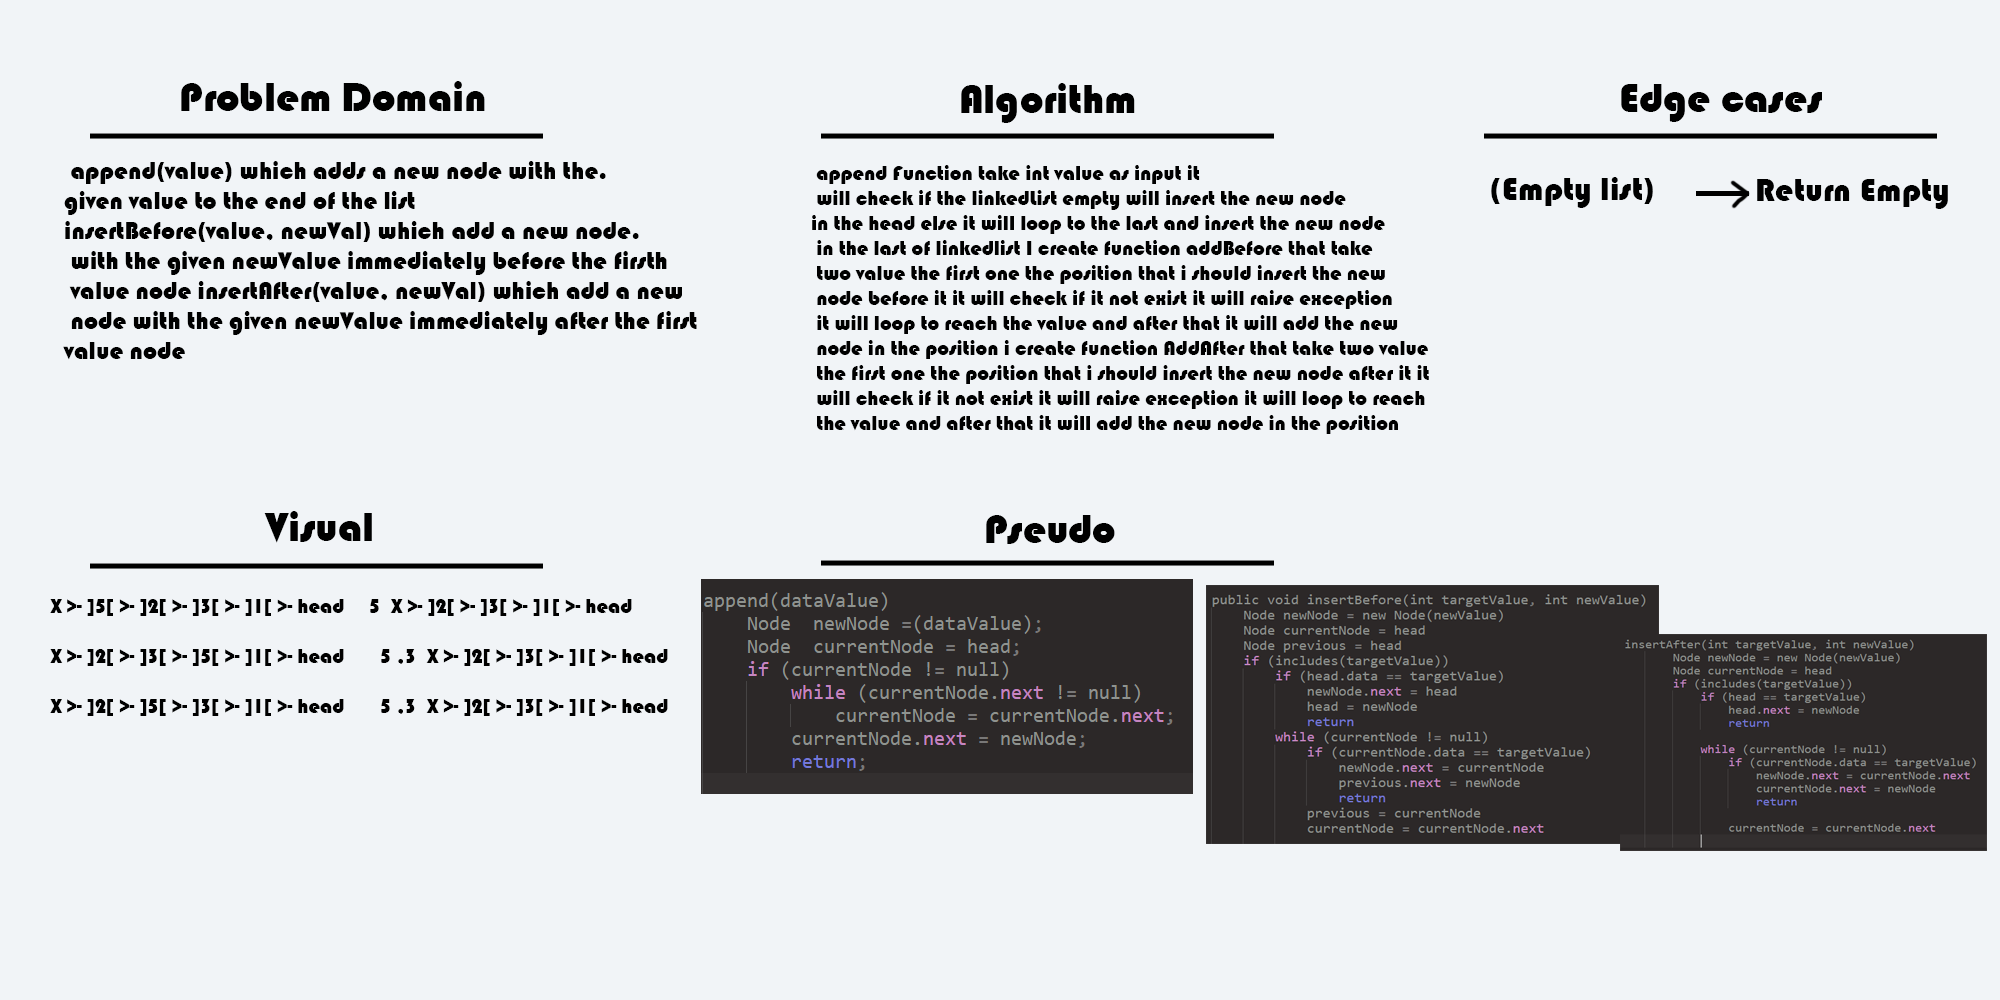 Problem Domain
append(value) which adds a new node with the.
given value to the end of the list
insertBefore(value, newVal) which add a new node.
with the given newValue immediately before the firsth
value node insertAfter(value, newVal) which add a new
node with the given newValue immediately after the first
value node
Algorithm
append Function take int value as input it
will check if the linkedList empty will insert the new node
in the head else it will loop to the last and insert the new node
in the last of linkedlist I create function addBefore that take
two value the first one the position that i should insert the new
node before it it will check if it not exist it will raise exception
it will loop to reach the value and after that it will add the new
node in the position i create function AddAfter that take two value
the first one the position that i should insert the new node after it it
will check if it not exist it will raise exception it will loop to reach
the value and after that it will add the new node in the position
Edge cases
(Empty list) → Return Empty
Visual
X >- ]5[ >- ]2[ >- ]3[ >- ]1[ >- head 5 X >- ]2[ >- ]3[ >- ]1[ >- head
X >- ]2[ >- ]3[ >- ]5[ >- ]1[ >- head 5 .3 X >- ]2[ >- ]3[ >- ]1[ >- head
X >- ]2[ >- ]5[ >- ]3[ >- ]1[ >- head 5 .3 X >- ]2[ >- ]3[ >- ]1[ >- head
Pseudo
append(dataValue)
Node newNode =(dataValue);
Node currentNode = head;
if (currentNode != null)
while (currentNode.next != null)
currentNode = currentNode.next;
currentNode.next = newNode;
return;
public void insertBefore(int targetValue, int newValue)
Node newNode = new Node(newValue)
Node currentNode = head
Node previous = head
if (includes(targetValue))
if (head.data == targetValue)
newNode.next = head
head = newNode
return
while (currentNode != null)
if (currentNode.data == targetValue)
newNode.next = currentNode
previous.next = newNode
return
previous = currentNode
currentNode = currentNode.next
insertAfter(int targetValue, int newValue)
Node newNode = new Node(newValue)
Node currentNode = head
if (includes(targetValue))
if (head == targetValue)
head.next = newNode
return
while (currentNode != null)
if (currentNode.data == targetValue)
newNode.next = currentNode.next
currentNode.next = newNode
return
currentNode = currentNode.next